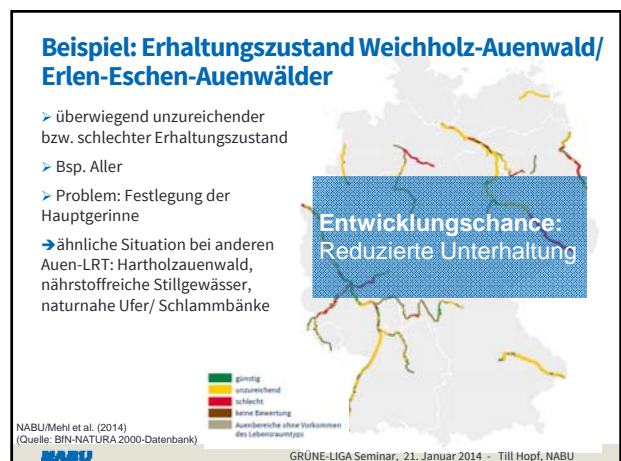 Beispiel: Erhaltungszustand Weichholz-Auenwald/
Erlen-Eschen-Auenwälder
➢ überwiegend unzureichender
bzw. schlechter Erhaltungszustand
➢ Bsp. Aller
➢ Problem: Festlegung der
Hauptgerinne
➔ähnliche Situation bei anderen
Auen-LRT: Hartholzauenwald,
nährstoffreiche Stillgewässer,
naturnahe Ufer/ Schlammbänke
Entwicklungschance:
Reduzierte Unterhaltung
günstig
unzureichend
schlecht
keine Bewertung
Auenbereiche ohne Vorkommen
des Lebensraumtyps
NABU/Mehl et al. (2014)
(Quelle: BfN-NATURA 2000-Datenbank)
NABU
GRÜNE-LIGA Seminar, 21. Januar 2014 - Till Hopf, NABU